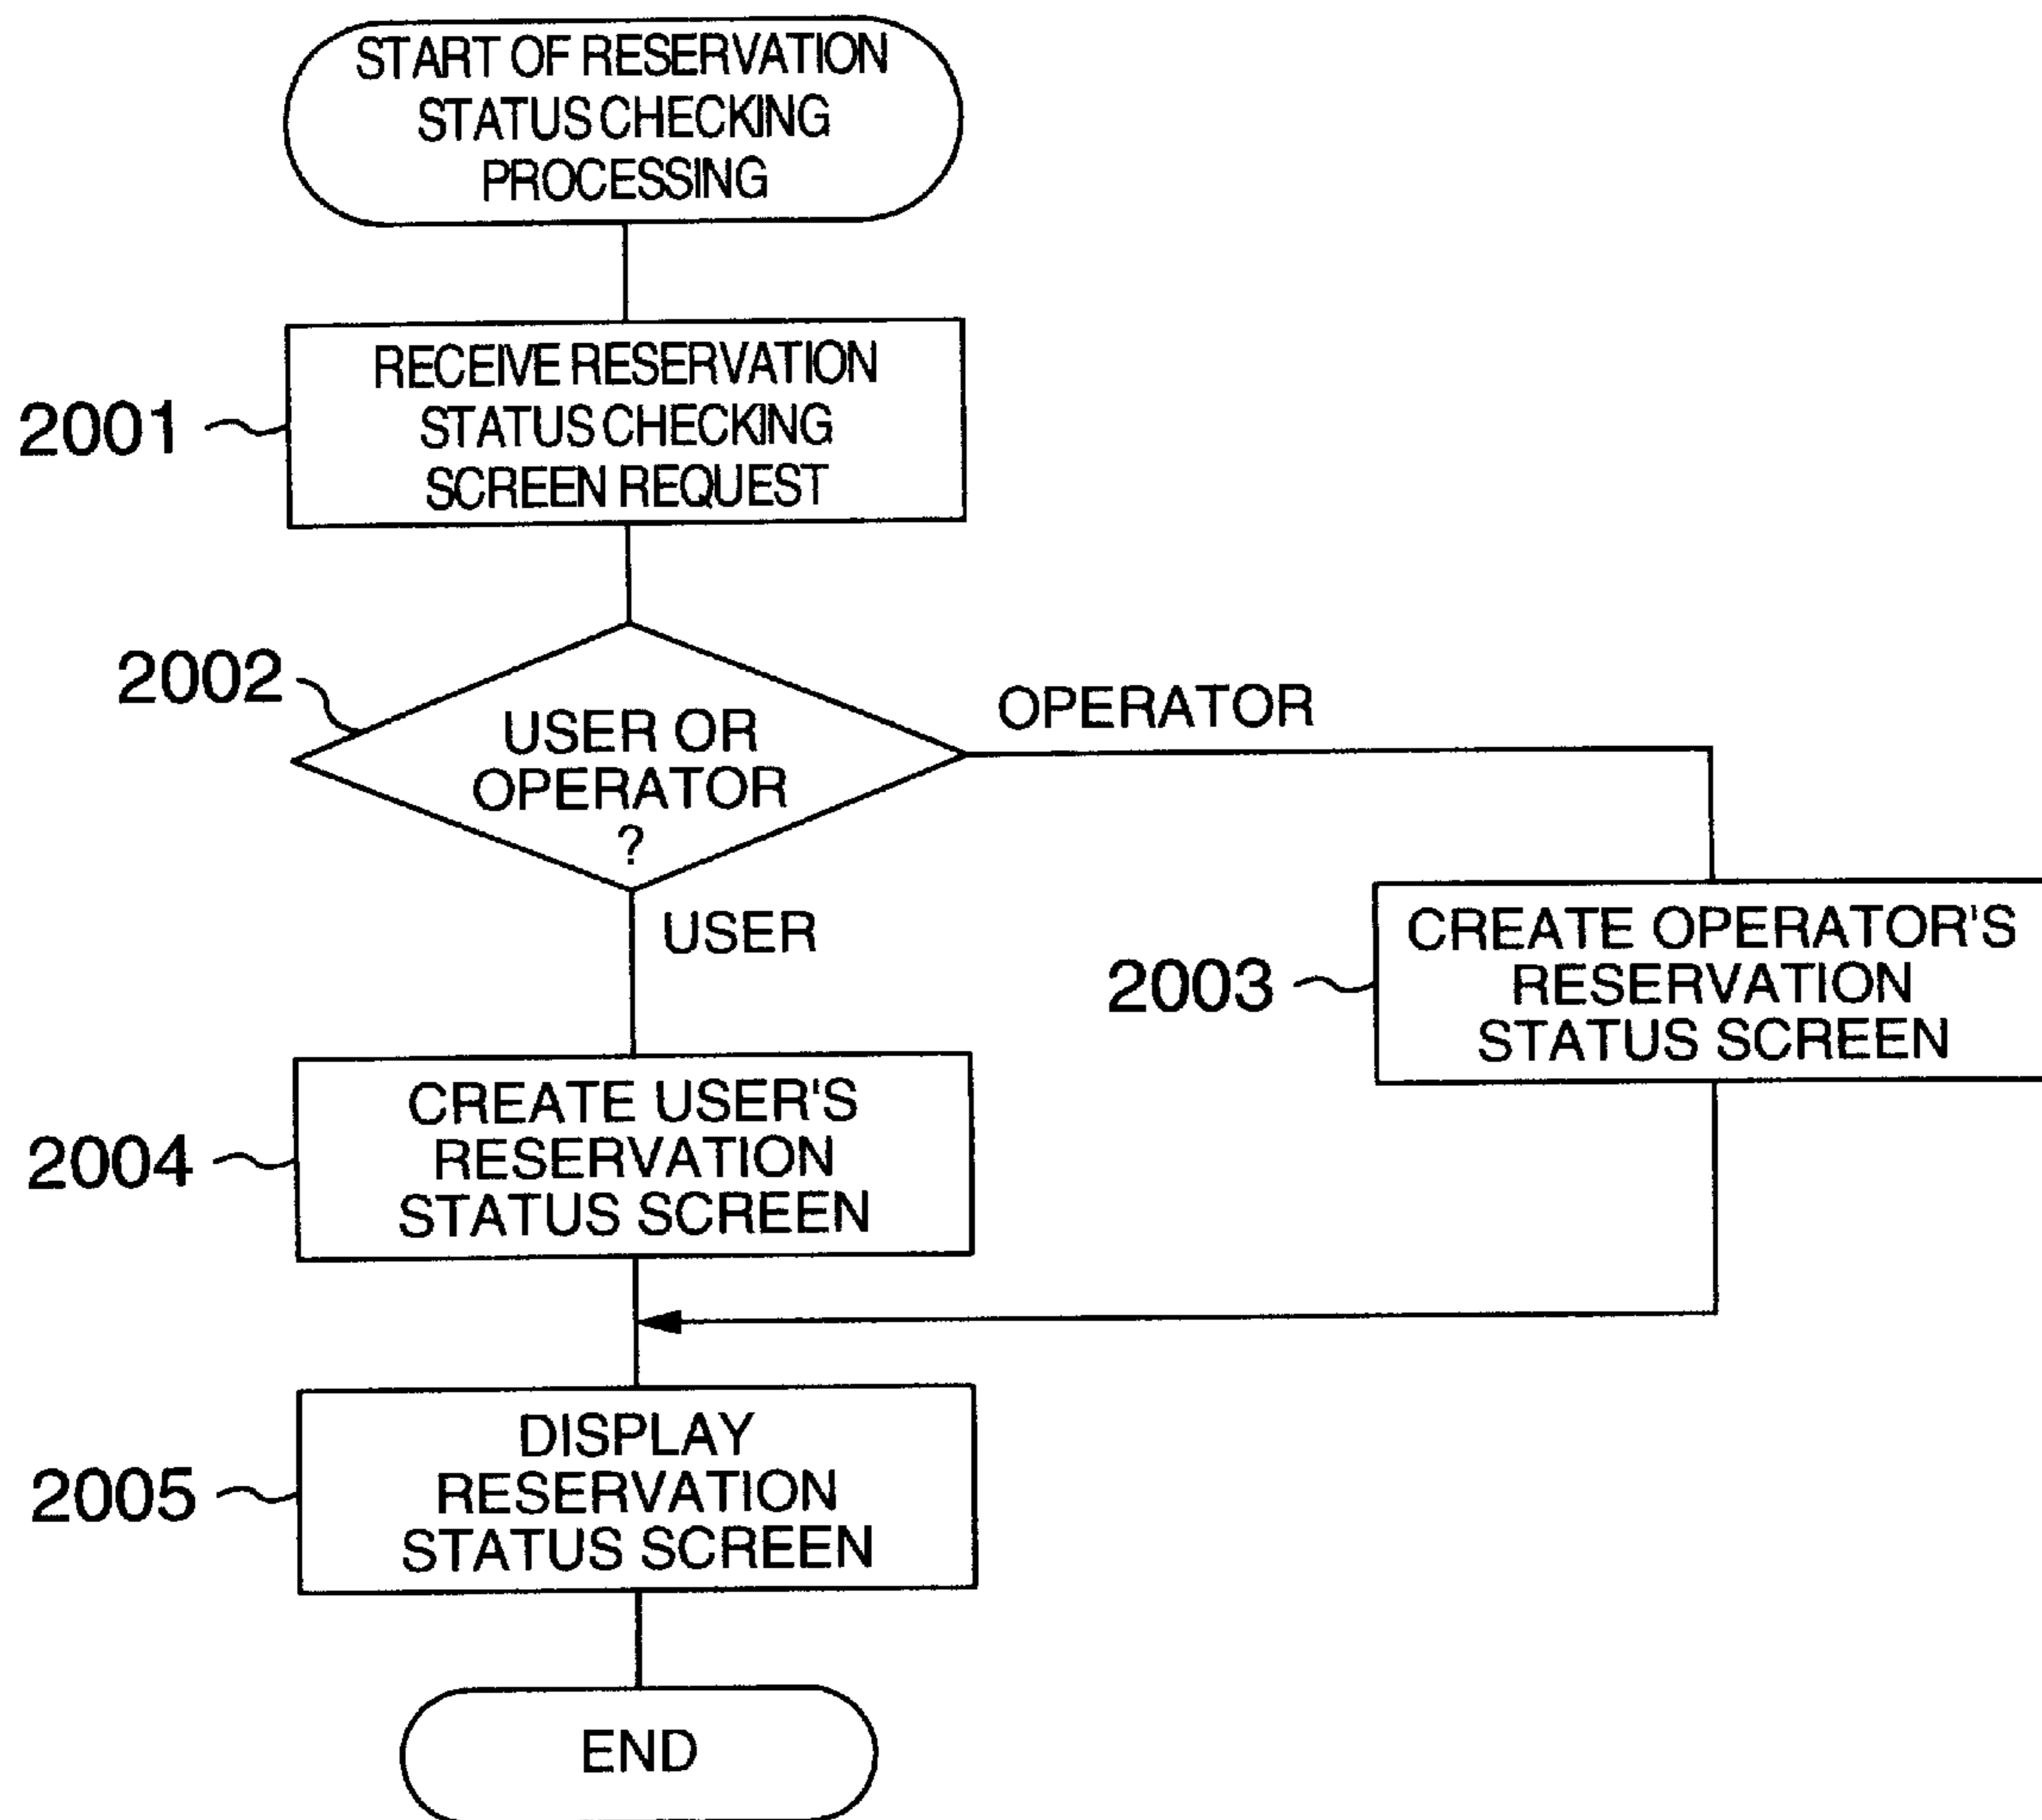 START OF RESERVATION
STATUS CHECKING
PROCESSING
2001
RECEIVE RESERVATION
STATUS CHECKING
SCREEN REQUEST
2002
USER OR
OPERATOR
?
OPERATOR
USER
2003
CREATE OPERATOR'S
RESERVATION
STATUS SCREEN
2004
CREATE USER'S
RESERVATION
STATUS SCREEN
2005
DISPLAY
RESERVATION
STATUS SCREEN
END